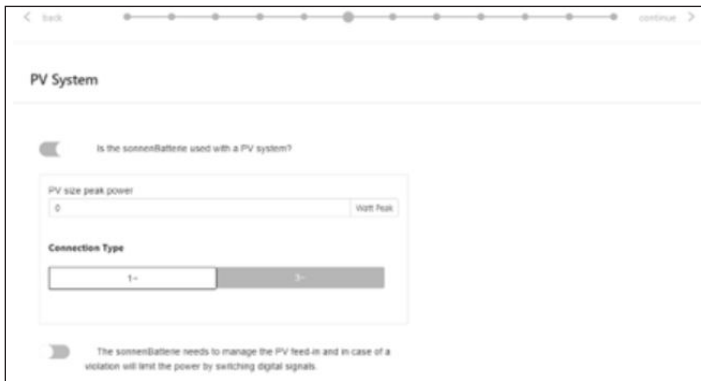 back
continue
PV System
Is the sonnenBatterie used with a PV system?
PV size peak power
0
Watt Peak
Connection Type
1~
3~
The sonnenBatterie needs to manage the PV feed-in and in case of a
violation will limit the power by switching digital signals.